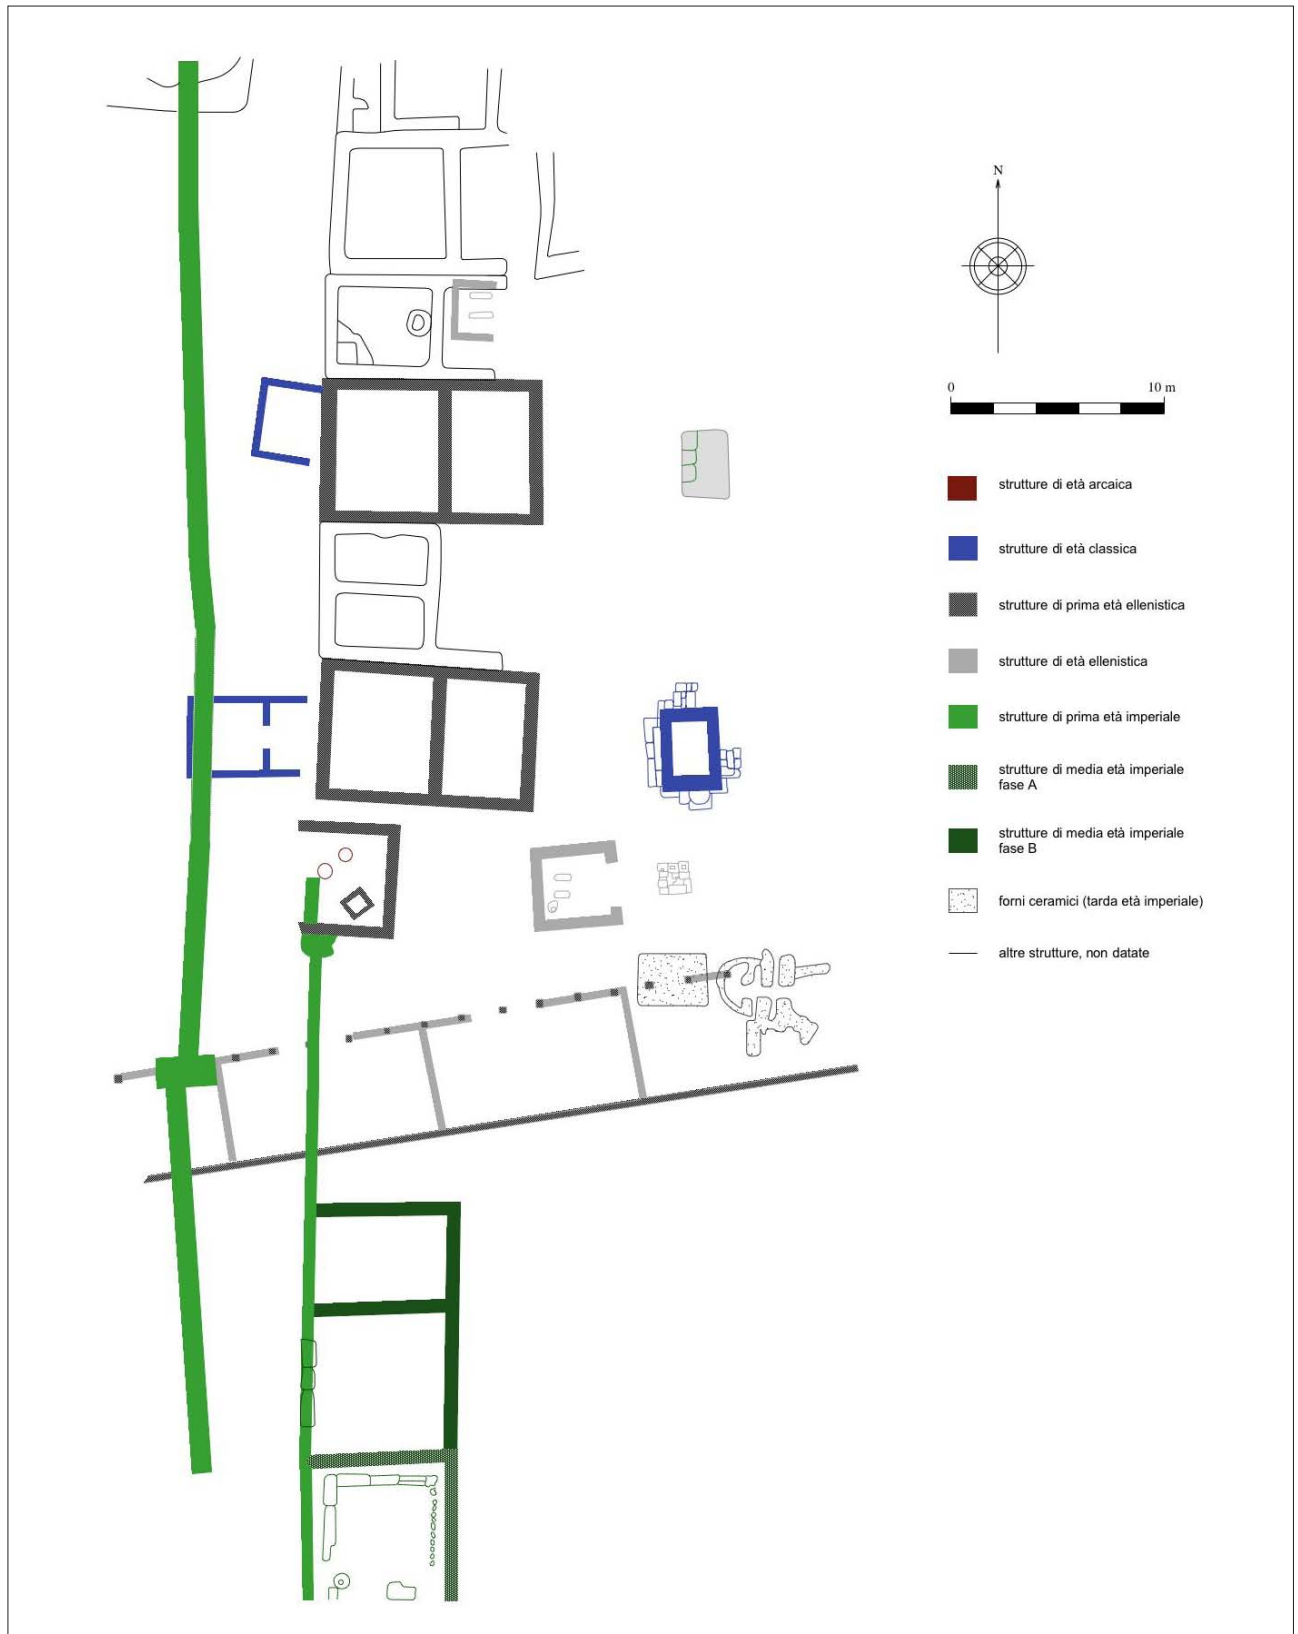 N
0 10 m
strutture di età arcaica
strutture di età classica
strutture di prima età ellenistica
strutture di età ellenistica
strutture di prima età imperiale
strutture di media età imperiale
fase A
strutture di media età imperiale
fase B
forni ceramici (tarda età imperiale)
altre strutture, non datate